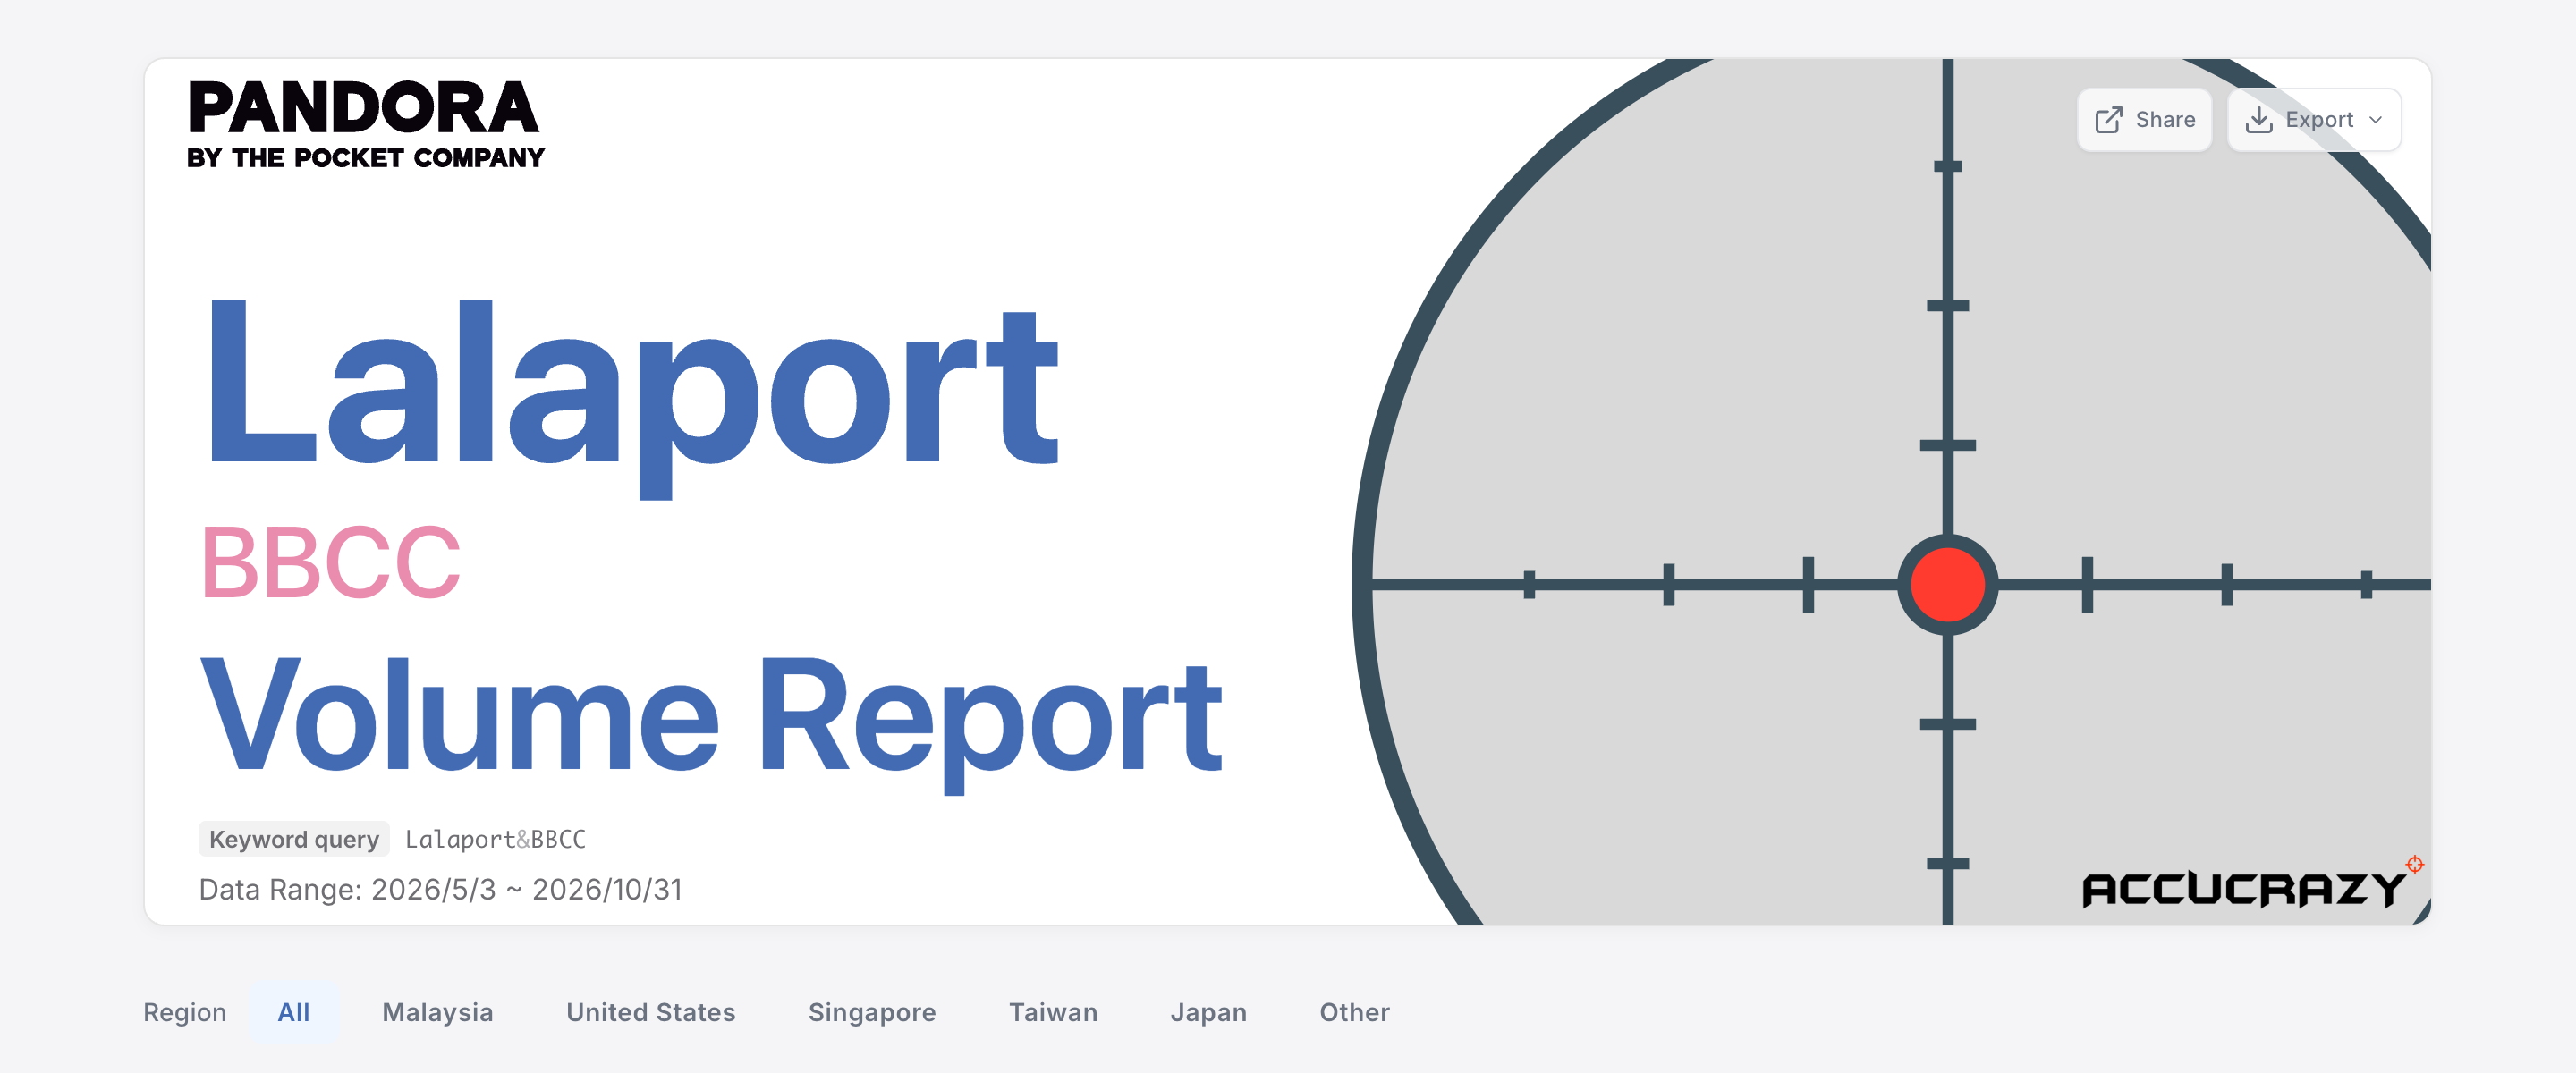 PANDORA
BY THE POCKET COMPANY
Share
Export
Lalaport
BBCC
Volume Report
Keyword query Lalaport&BBCC
Data Range: 2026/5/3 ~ 2026/10/31
ACCUCRAZY
Region All Malaysia United States Singapore Taiwan Japan Other